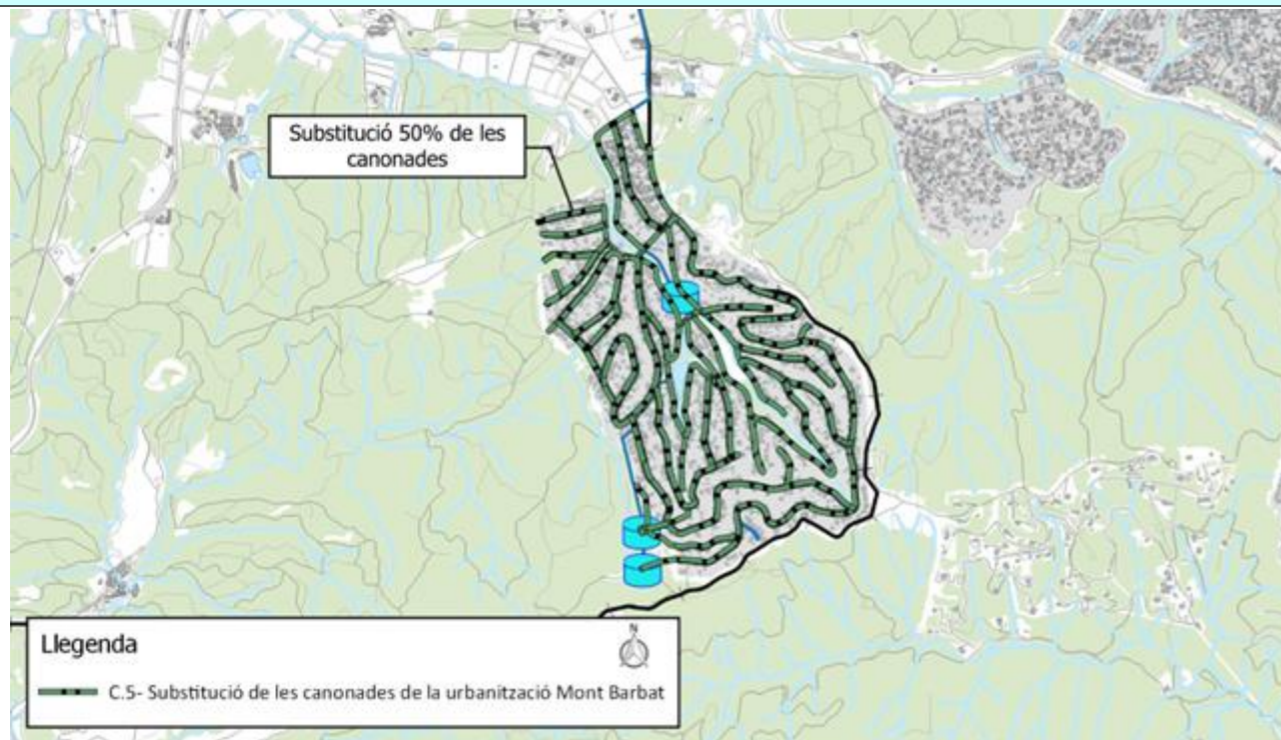 Substitució 50% de les
canonades
Llegenda
N
C.5- Substitució de les canonades de la urbanització Mont Barbat